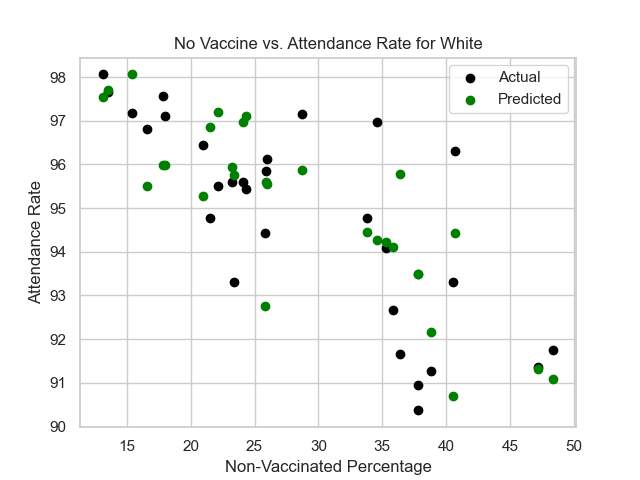 No Vaccine vs. Attendance Rate for White
Actual
Predicted
98
97
96
95
94
93
92
91
90
15 20 25 30 35 40 45 50
Attendance Rate
Non-Vaccinated Percentage